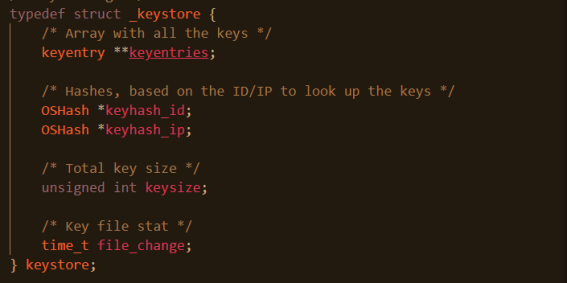 typedef struct _keystore {
/* Array with all the keys */
keyentry **keyentries;
/* Hashes, based on the ID/IP to look up the keys */
OSHash *keyhash_id;
OSHash *keyhash_ip;
/* Total key size */
unsigned int keysize;
/* Key file stat */
time_t file_change;
} keystore;